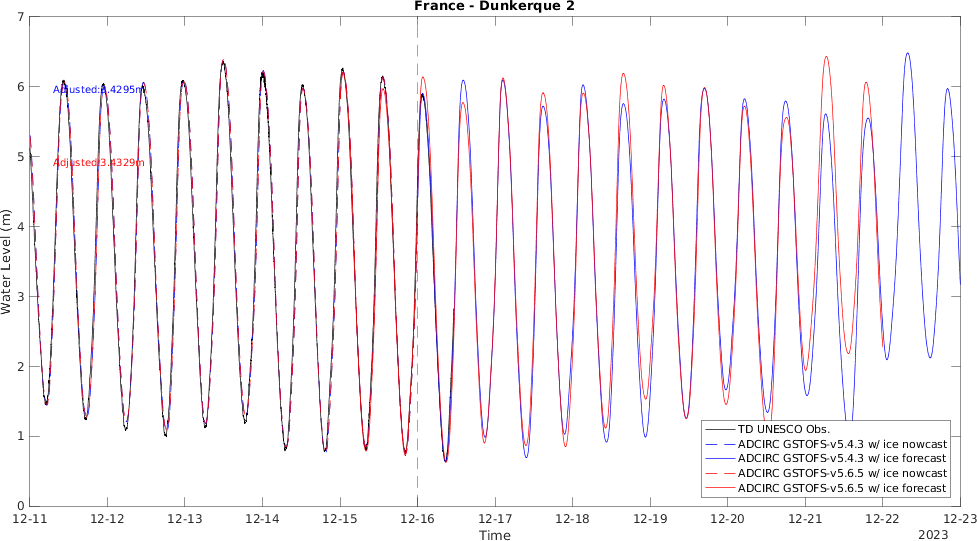 France - Dunkerque 2
7
6
5
4
3
2
1
0
Water Level (m)
Adjusted:3.4295m
Adjusted:3.4329m
TD UNESCO Obs.
ADCIRC GSTOFS-v5.4.3 w/ ice nowcast
ADCIRC GSTOFS-v5.4.3 w/ ice forecast
ADCIRC GSTOFS-v5.6.5 w/ ice nowcast
ADCIRC GSTOFS-v5.6.5 w/ ice forecast
12-11 12-12 12-13 12-14 12-15 12-16 12-17 12-18 12-19 12-20 12-21 12-22 12-23
Time
2023